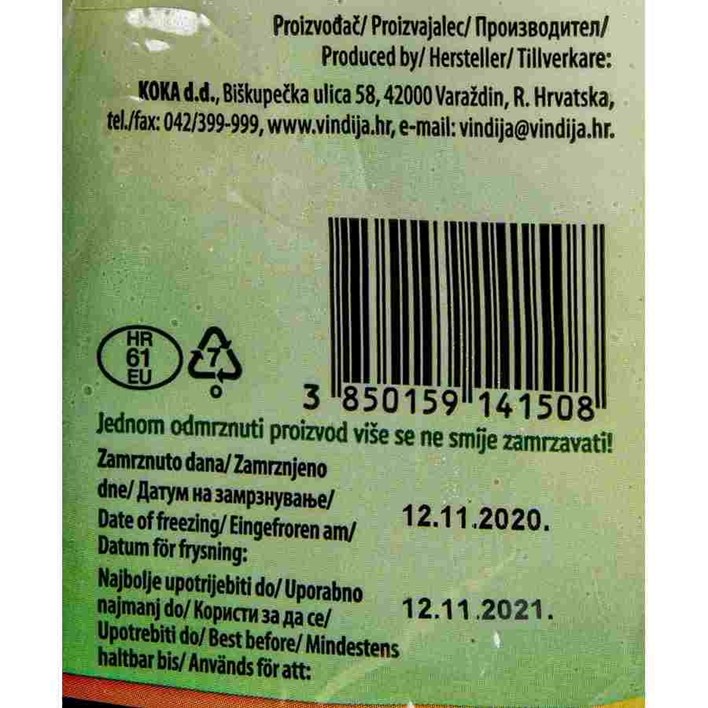 Proizvođač/ Proizvajalec/ Производител/
Produced by/ Hersteller/ Tillverkare:
KOKA d.d., Biškupečka ulica 58, 42000 Varaždin, R. Hrvatska,
tel./fax: 042/399-999, www.vindija.hr, e-mail: vindija@vindija.hr.
HR
61
EU
7
O
3 850159 141508
Jednom odmrznuti proizvod više se ne smije zamrzavati!
Zamrznuto dana/ Zamrznjeno
dne/ Датум на замрзнување/
Date of freezing/ Eingefroren am/
Datum för frysning:
12.11.2020.
Najbolje upotrijebiti do/ Uporabno
najmanj do/ Користи за да се/
Upotrebiti do/ Best before/ Mindestens
haltbar bis/ Används för att:
12.11.2021.